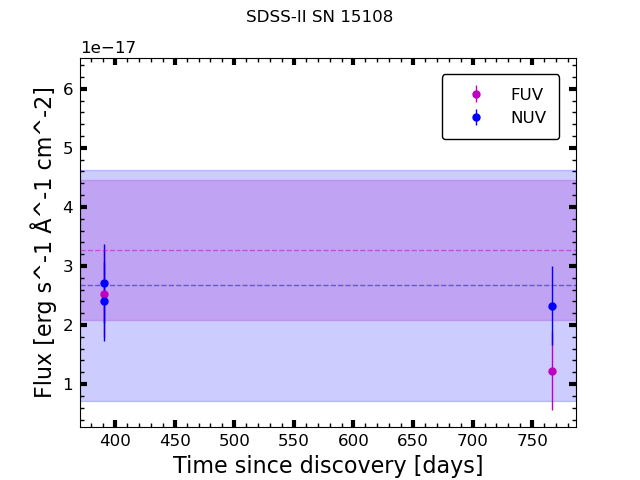 SDSS-II SN 15108
1e−17
FUV
NUV
6
5
4
3
2
1
Flux [erg s^-1 Å^-1 cm^-2]
400 450 500 550 600 650 700 750
Time since discovery [days]